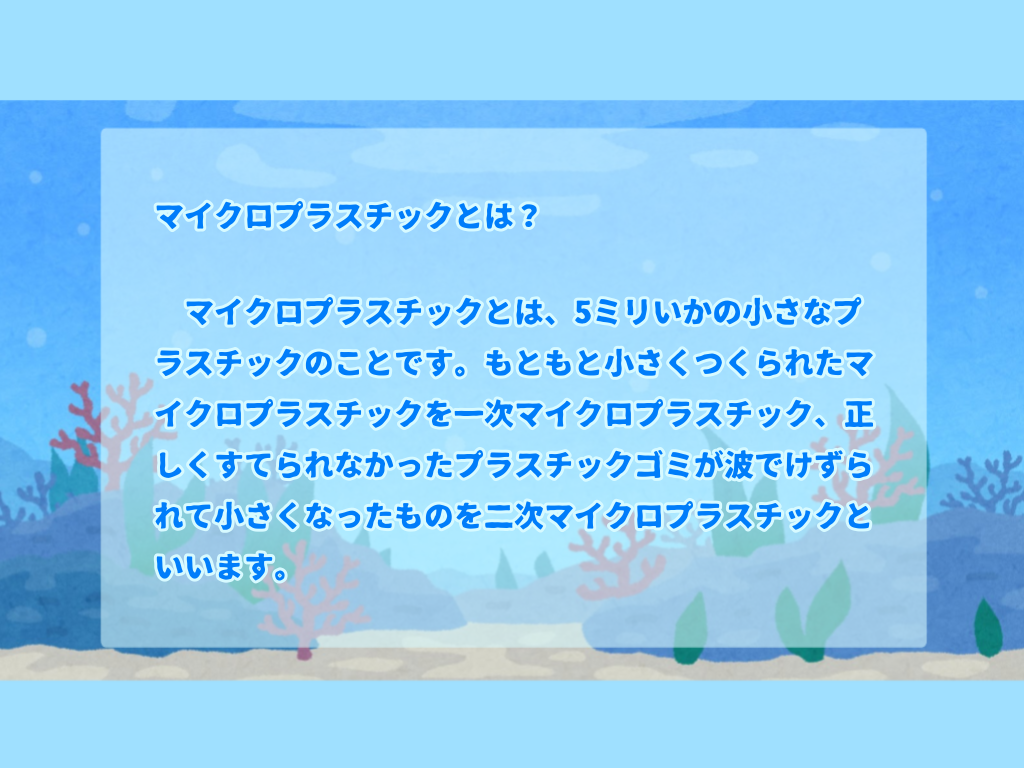 マイクロプラスチックとは？
　マイクロプラスチックとは、5ミリいかの小さなプ
ラスチックのことです。もともと小さくつくられたマ
イクロプラスチックを一次マイクロプラスチック、正
しくすてられなかったプラスチックゴミが波でけずら
れて小さくなったものを二次マイクロプラスチックと
いいます。